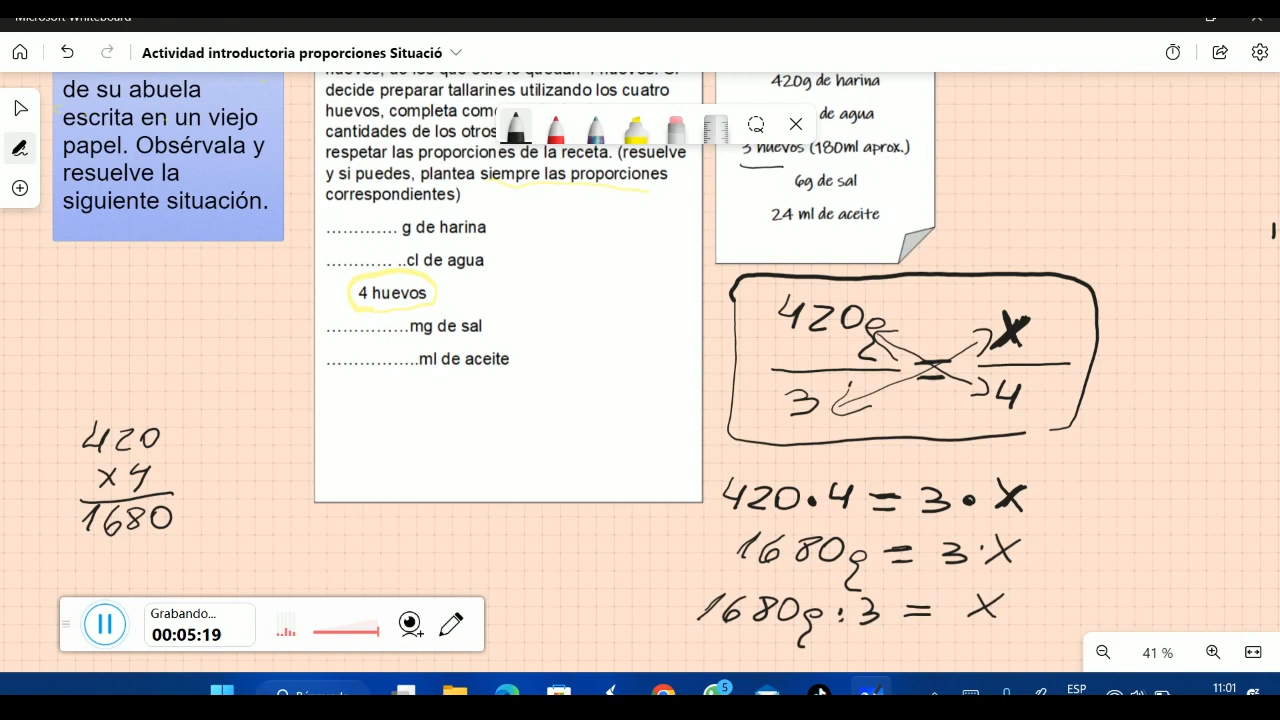 Microsoft Whiteboard
Actividad introductoria proporciones Situació
de su abuela
escrita en un viejo
papel. Obsérvala y
resuelve la
siguiente situación.
decide preparar tallarines utilizando los cuatro
huevos, completa
cantidades de los otros
respetar las proporciones de la receta. (resuelve
y si puedes, plantea siempre las proporciones
correspondientes)
............. g de harina
............ ..cl de agua
4 huevos
...............mg de sal
..................ml de aceite
420g de harina
de agua
3 huevos (180ml aprox.)
6g de sal
24 ml de aceite
420g = x
3 4
420
x 4
1680
420·4 = 3·x
1680g = 3·x
1680g:3 = x
Grabando...
00:05:19
41 %
Búsqueda
5
ESP
11:01